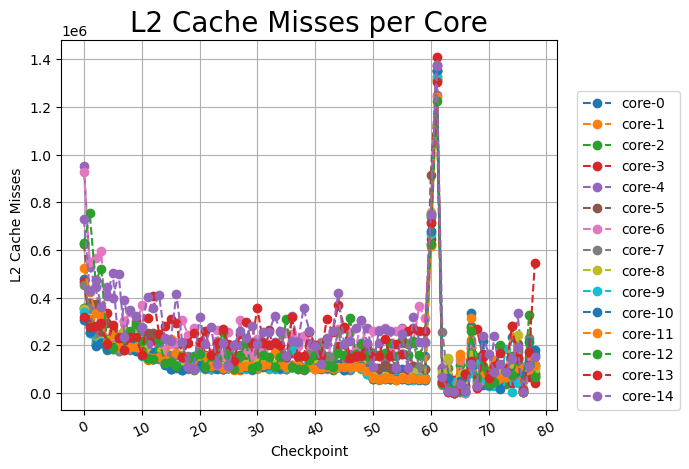 L2 Cache Misses per Core
1e6
1.4
1.2
1.0
0.8
0.6
0.4
0.2
0.0
L2 Cache Misses
0
10
20
30
40
50
60
70
80
Checkpoint
core-0
core-1
core-2
core-3
core-4
core-5
core-6
core-7
core-8
core-9
core-10
core-11
core-12
core-13
core-14